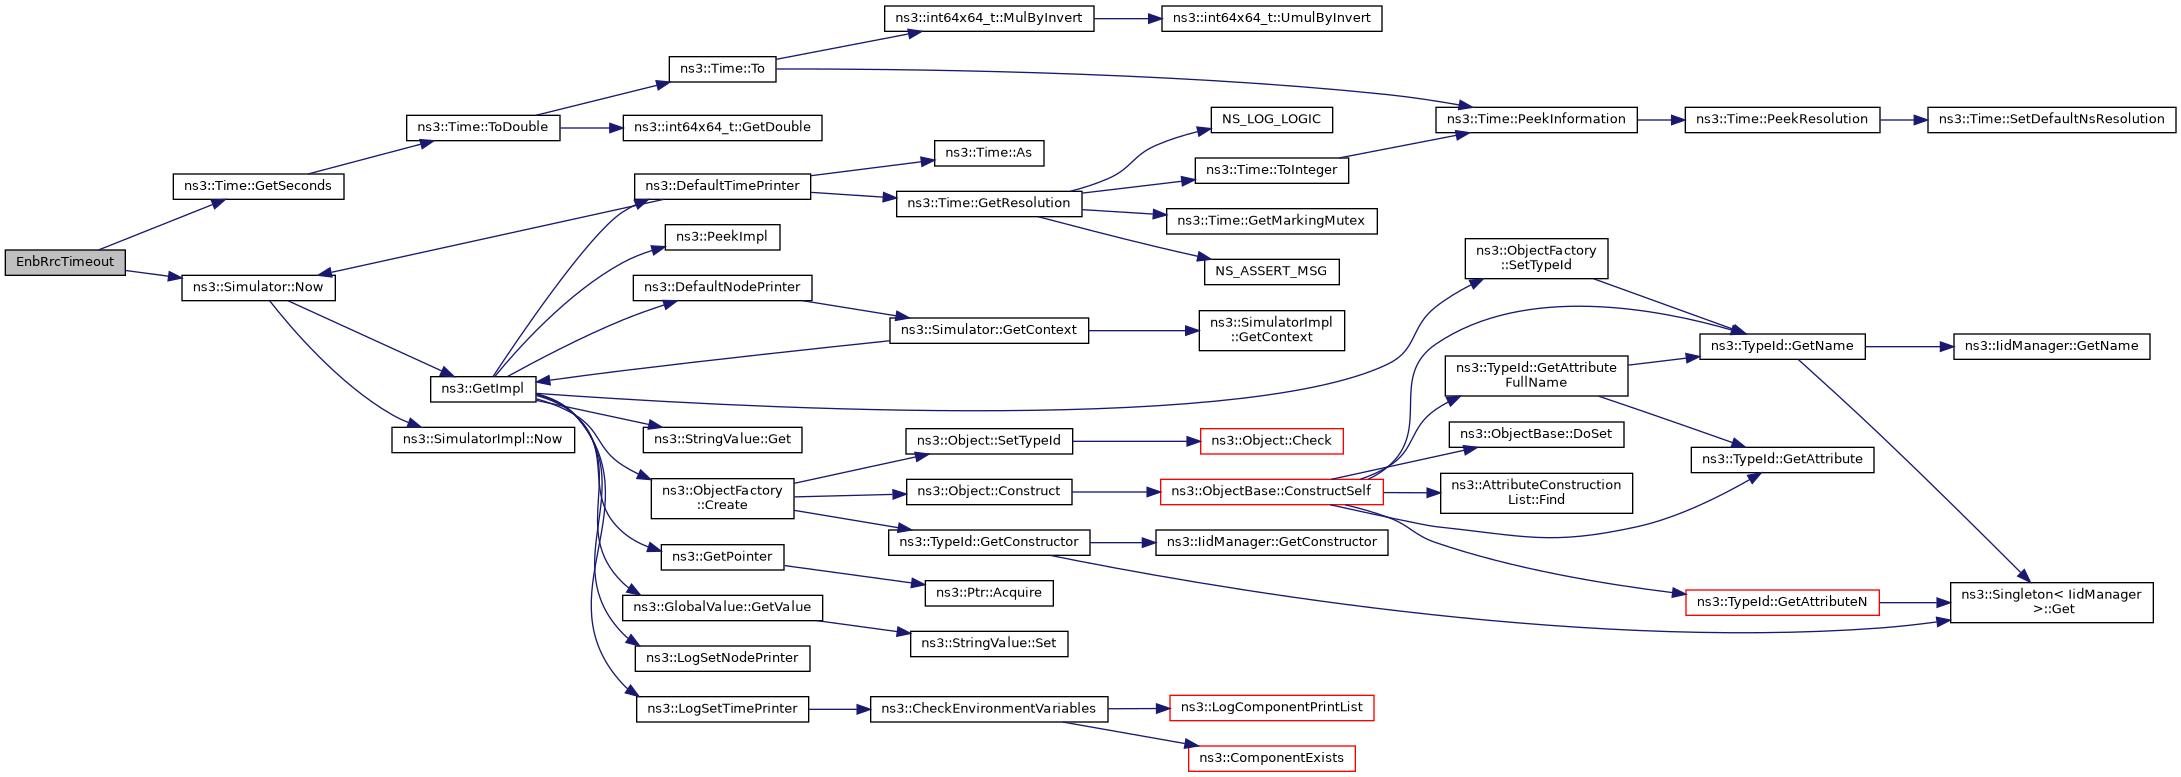 EnbRrcTimeout
ns3::Time::GetSeconds
ns3::Simulator::Now
ns3::Time::ToDouble
ns3::GetImpl
ns3::SimulatorImpl::Now
ns3::Time::To
ns3::int64x64_t::GetDouble
ns3::DefaultTimePrinter
ns3::PeekImpl
ns3::DefaultNodePrinter
ns3::StringValue::Get
ns3::ObjectFactory
::Create
ns3::GetPointer
ns3::GlobalValue::GetValue
ns3::LogSetNodePrinter
ns3::LogSetTimePrinter
ns3::int64x64_t::MulByInvert
ns3::Time::As
ns3::Time::GetResolution
ns3::Simulator::GetContext
ns3::Object::SetTypeId
ns3::Object::Construct
ns3::TypeId::GetConstructor
ns3::Ptr::Acquire
ns3::StringValue::Set
ns3::CheckEnvironmentVariables
ns3::int64x64_t::UmulByInvert
NS_LOG_LOGIC
ns3::Time::ToInteger
ns3::Time::GetMarkingMutex
NS_ASSERT_MSG
ns3::SimulatorImpl
::GetContext
ns3::Object::Check
ns3::ObjectBase::ConstructSelf
ns3::IidManager::GetConstructor
ns3::LogComponentPrintList
ns3::ComponentExists
ns3::Time::PeekInformation
ns3::ObjectFactory
::SetTypeId
ns3::TypeId::GetAttribute
FullName
ns3::ObjectBase::DoSet
ns3::AttributeConstruction
List::Find
ns3::Time::PeekResolution
ns3::TypeId::GetName
ns3::TypeId::GetAttribute
ns3::TypeId::GetAttributeN
ns3::Time::SetDefaultNsResolution
ns3::IidManager::GetName
ns3::Singleton< IidManager
>::Get